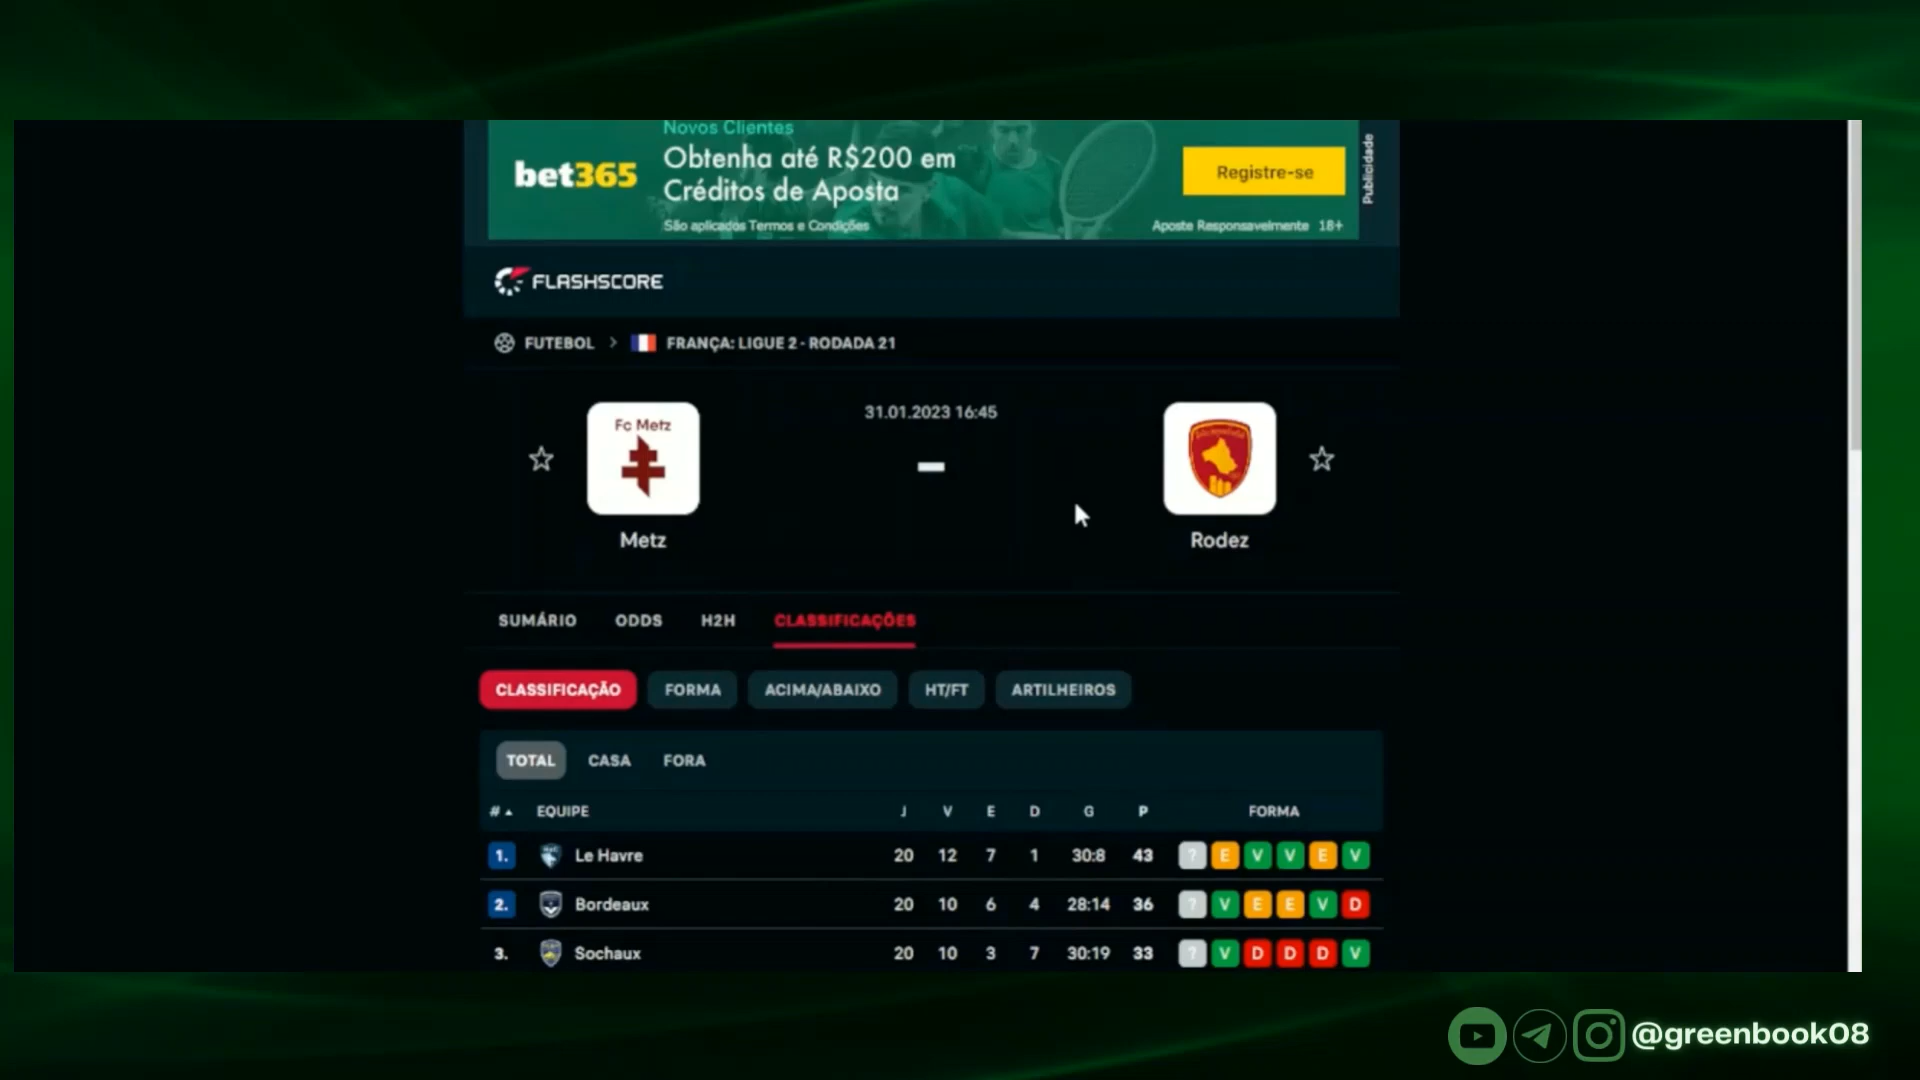 Novos Clientes
bet365
Obtenha até R$200 em
Créditos de Aposta
Registre-se
Publicidade
São aplicados Termos e Condições
Aposte Responsavelmente 18+
FLASHSCORE
FUTEBOL > FRANÇA: LIGUE 2 - RODADA 21
31.01.2023 16:45
Fc Metz
-
Metz
Rodez
SUMÁRIO ODDS H2H CLASSIFICAÇÕES
CLASSIFICAÇÃO FORMA ACIMA/ABAIXO HT/FT ARTILHEIROS
TOTAL CASA FORA
# EQUIPE J V E D G P FORMA
1. Le Havre 20 12 7 1 30:8 43 ? E V V E V
2. Bordeaux 20 10 6 4 28:14 36 ? V E E V D
3. Sochaux 20 10 3 7 30:19 33 ? V D D D V
@greenbook08